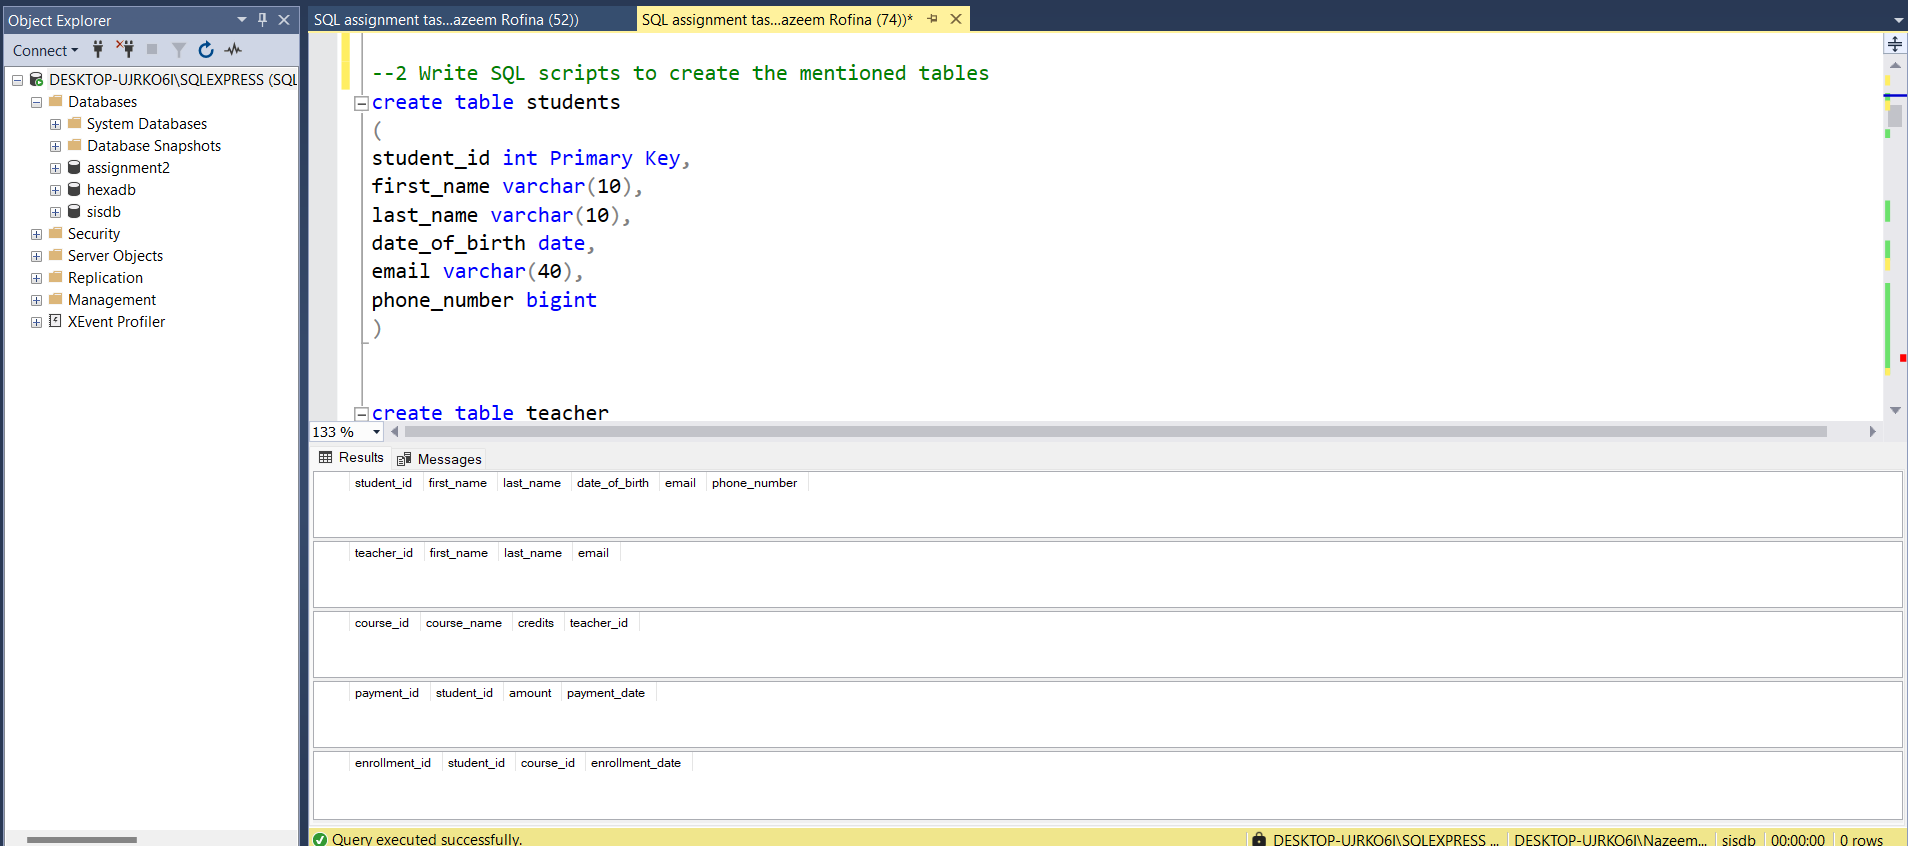 Object Explorer
Connect
DESKTOP-UJRKO6I\SQLEXPRESS (SQL
Databases
System Databases
Database Snapshots
assignment2
hexadb
sisdb
Security
Server Objects
Replication
Management
XEvent Profiler
SQL assignment tas...azeem Rofina (52))
SQL assignment tas...azeem Rofina (74))*
--2 Write SQL scripts to create the mentioned tables
create table students
(
student_id int Primary Key,
first_name varchar(10),
last_name varchar(10),
date_of_birth date,
email varchar(40),
phone_number bigint
)
create table teacher
133 %
Results Messages
student_id first_name last_name date_of_birth email phone_number
teacher_id first_name last_name email
course_id course_name credits teacher_id
payment_id student_id amount payment_date
enrollment_id student_id course_id enrollment_date
Query executed successfully. DESKTOP-UJRKO6I\SQLEXPRESS ... DESKTOP-UJRKO6I\Nazeem... sisdb 00:00:00 0 rows